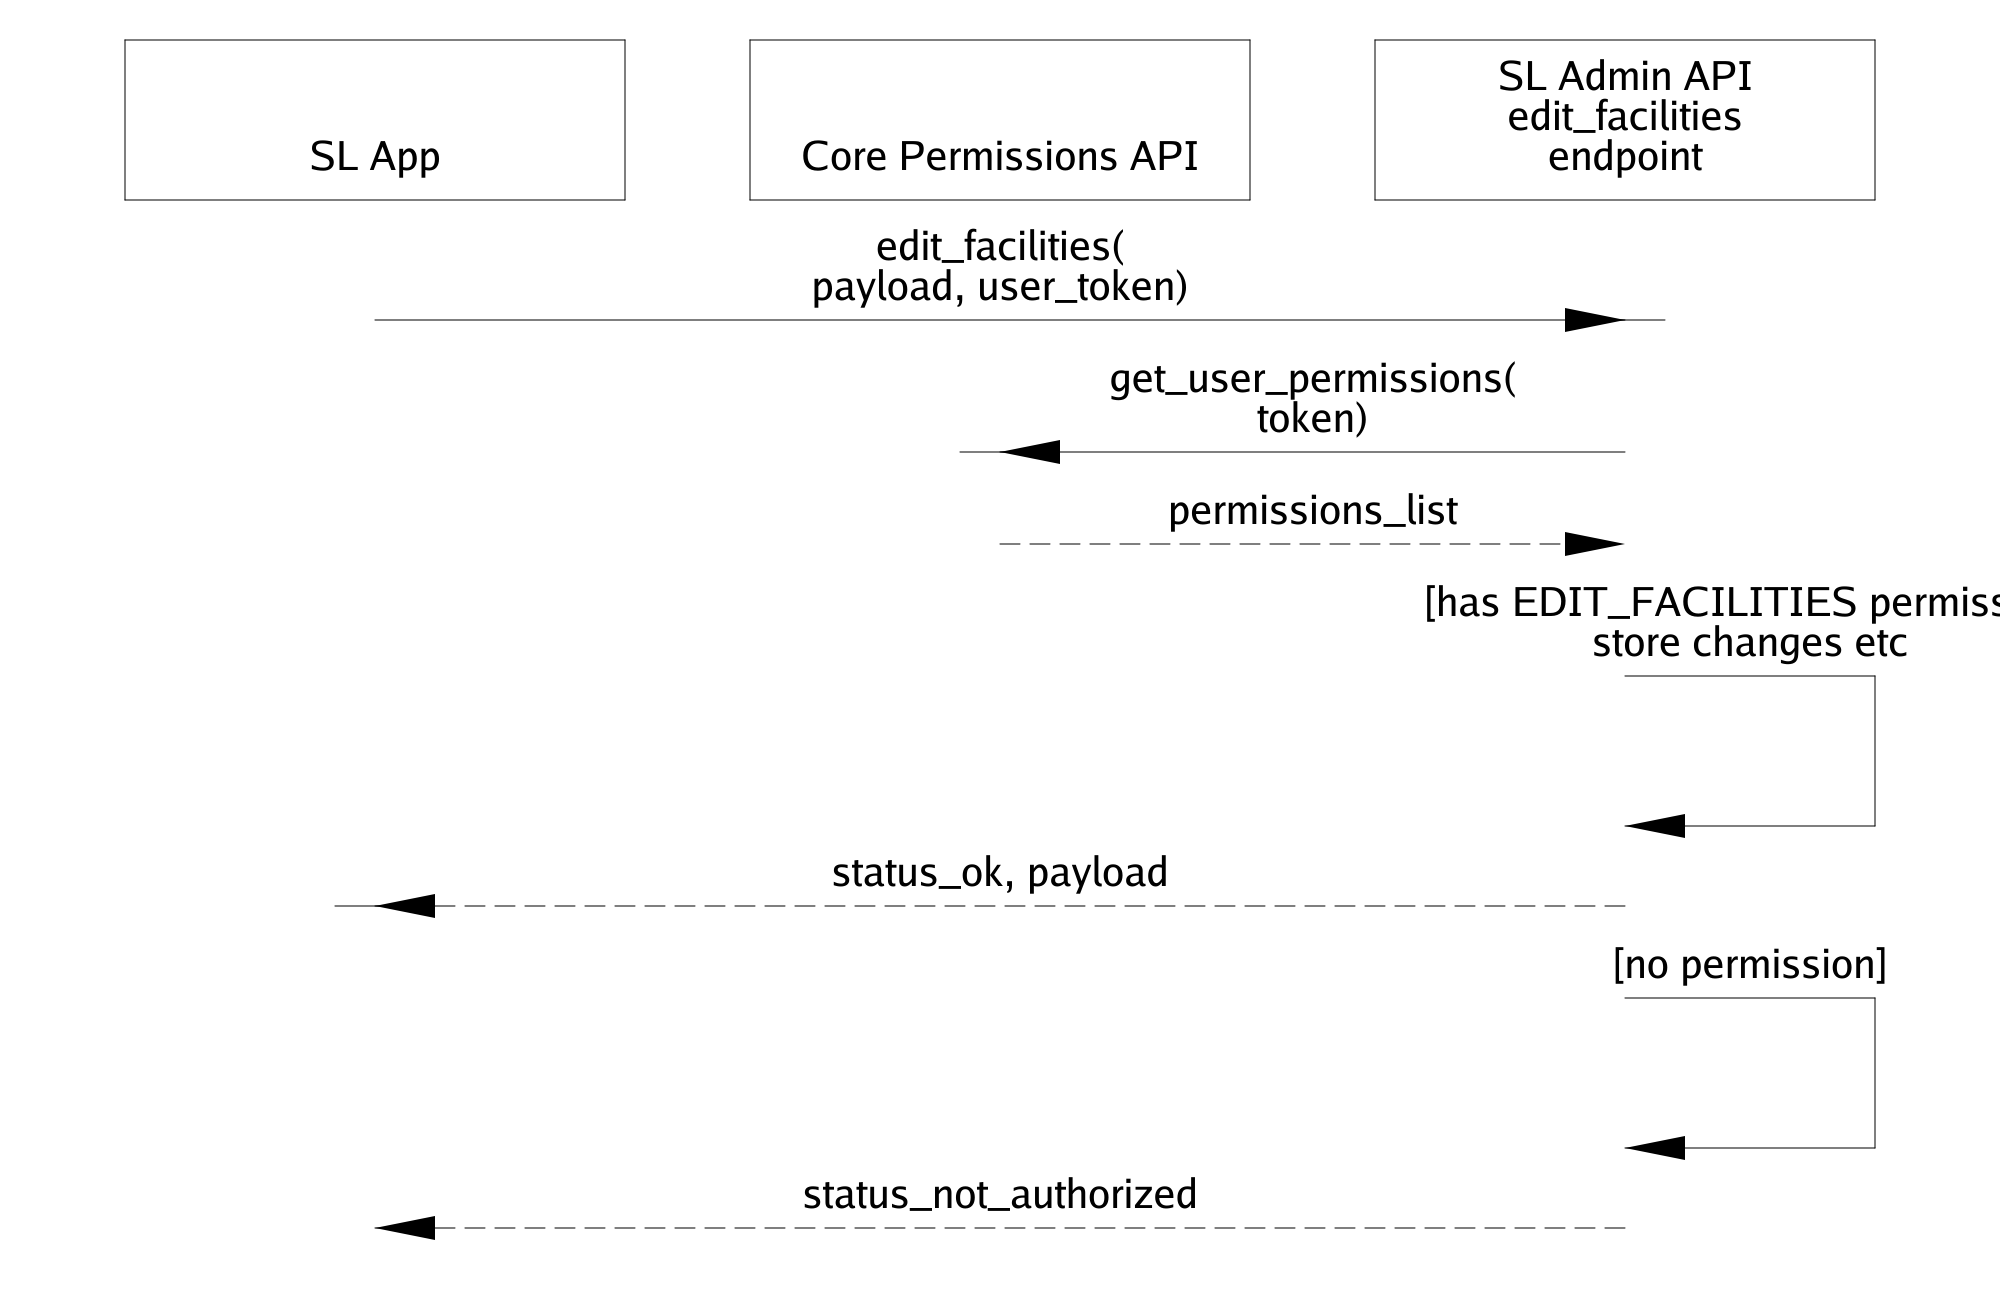 SL App
Core Permissions API
SL Admin API
edit_facilities
endpoint
edit_facilities(
payload, user_token)
get_user_permissions(
token)
permissions_list
[has EDIT_FACILITIES permiss
store changes etc
status_ok, payload
[no permission]
status_not_authorized